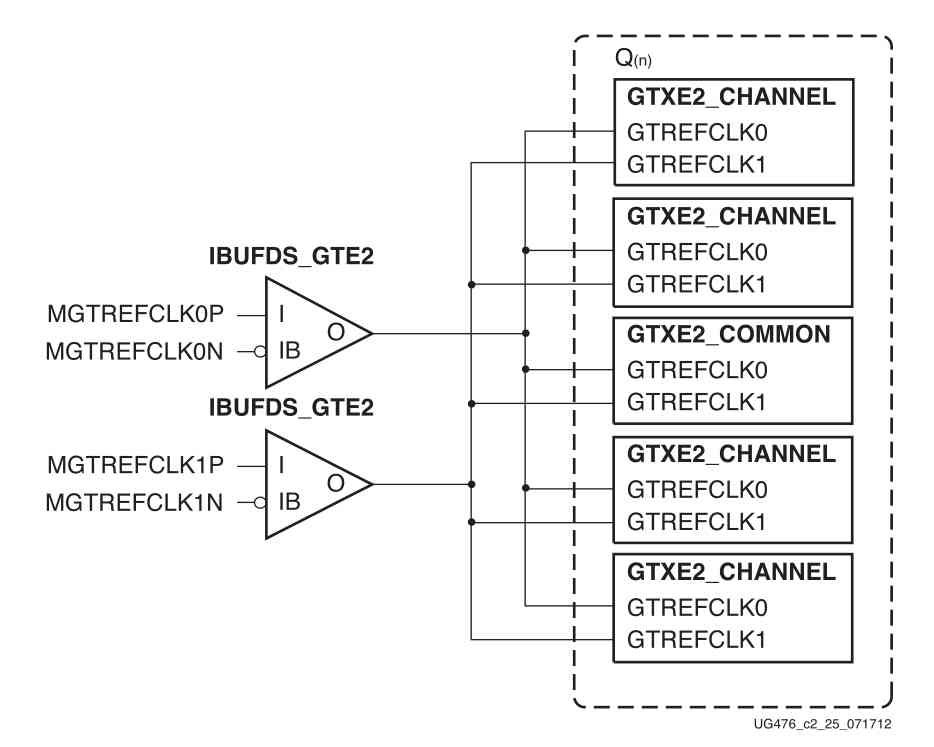 Q(n)
GTXE2_CHANNEL
GTREFCLK0
GTREFCLK1
GTXE2_CHANNEL
GTREFCLK0
GTREFCLK1
IBUFDS_GTE2
MGTREFCLK0P
I
O
MGTREFCLK0N
IB
GTXE2_COMMON
GTREFCLK0
GTREFCLK1
IBUFDS_GTE2
MGTREFCLK1P
I
O
MGTREFCLK1N
IB
GTXE2_CHANNEL
GTREFCLK0
GTREFCLK1
GTXE2_CHANNEL
GTREFCLK0
GTREFCLK1
UG476_c2_25_071712